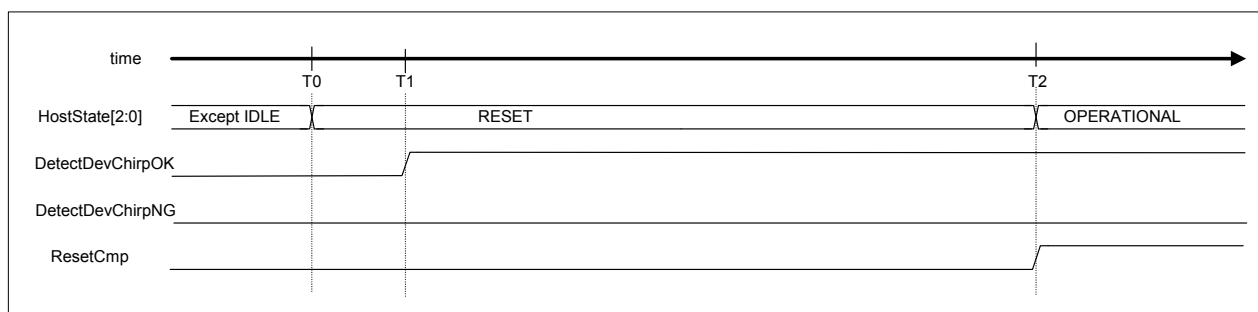 time
T0 T1 T2
HostState[2:0] Except IDLE RESET OPERATIONAL
DetectDevChirpOK
DetectDevChirpNG
ResetCmp